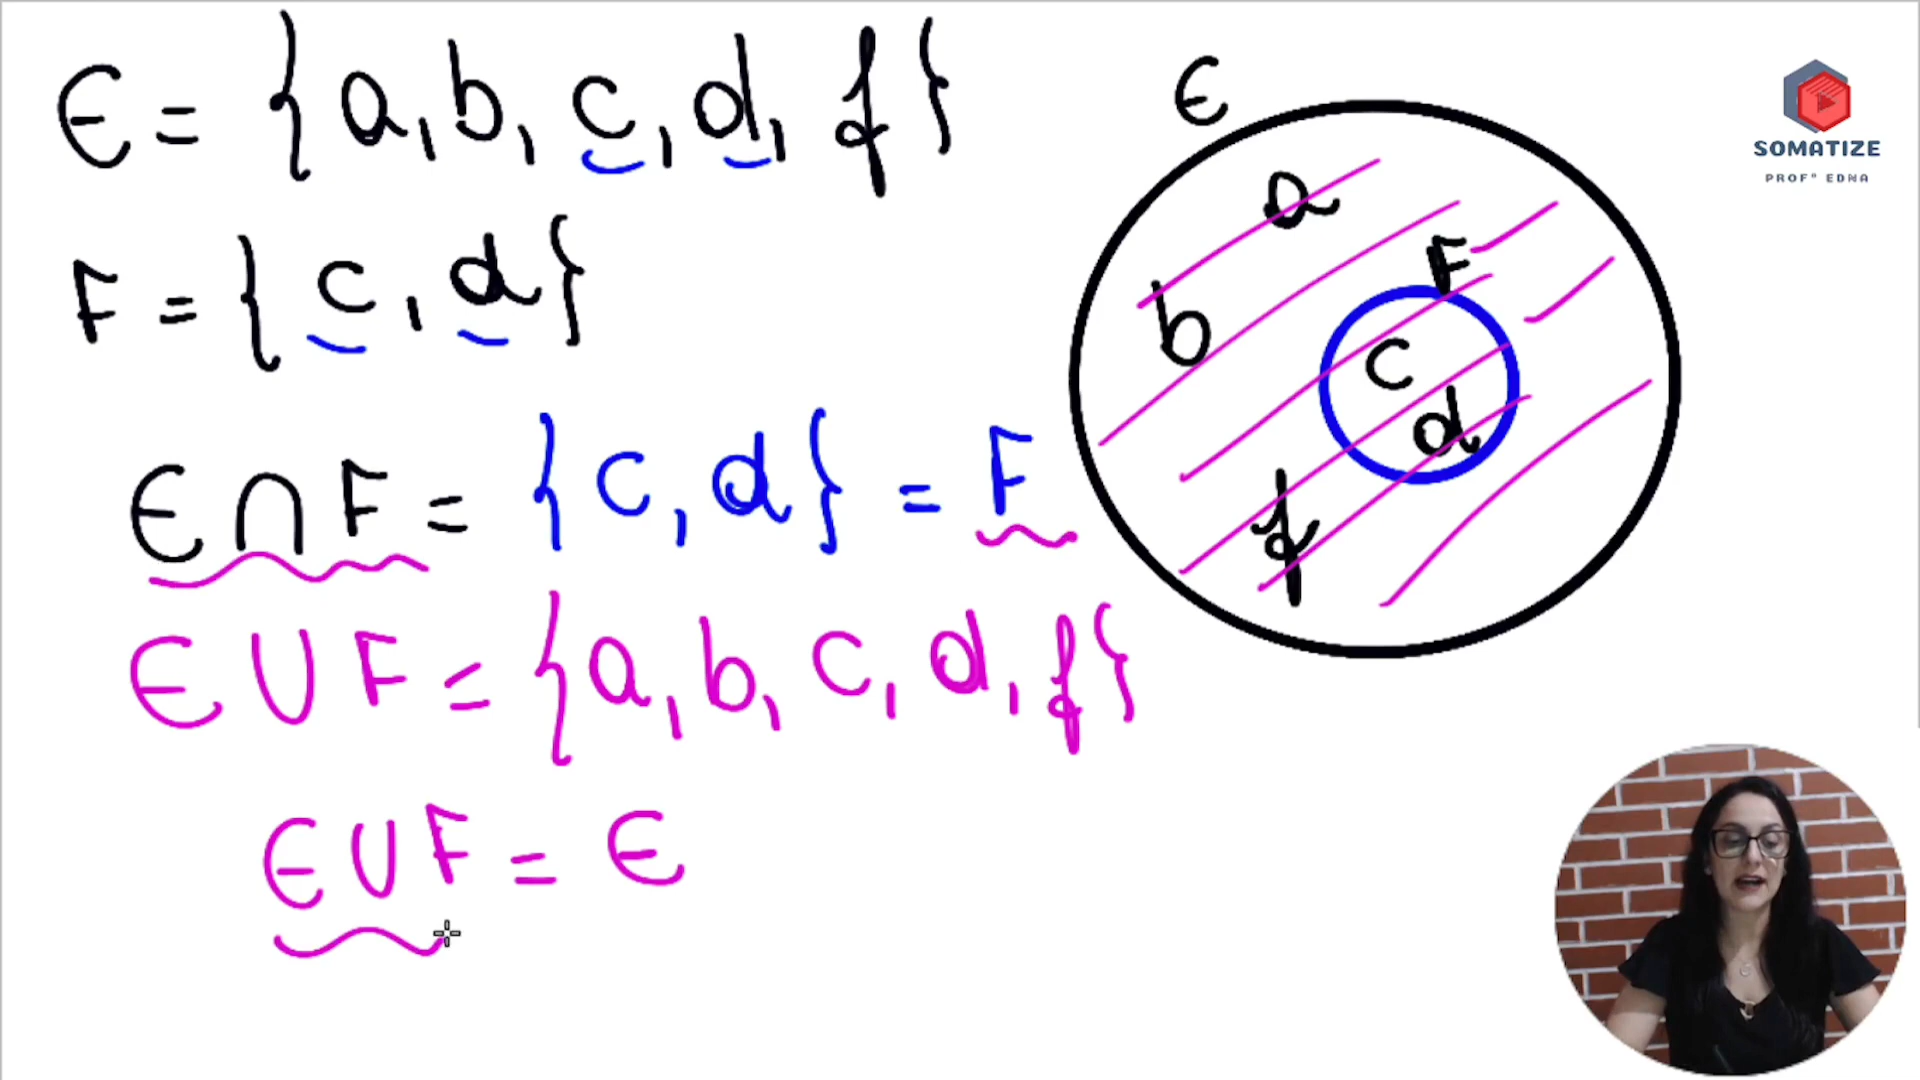 E = {a, b, c, d, f}
F = {c, d}
E ∩ F = {c, d} = F
E ∪ F = {a, b, c, d, f}
E ∪ F = E
E
a
b
F
c
d
f
SOMATIZE
PROFª EDNA